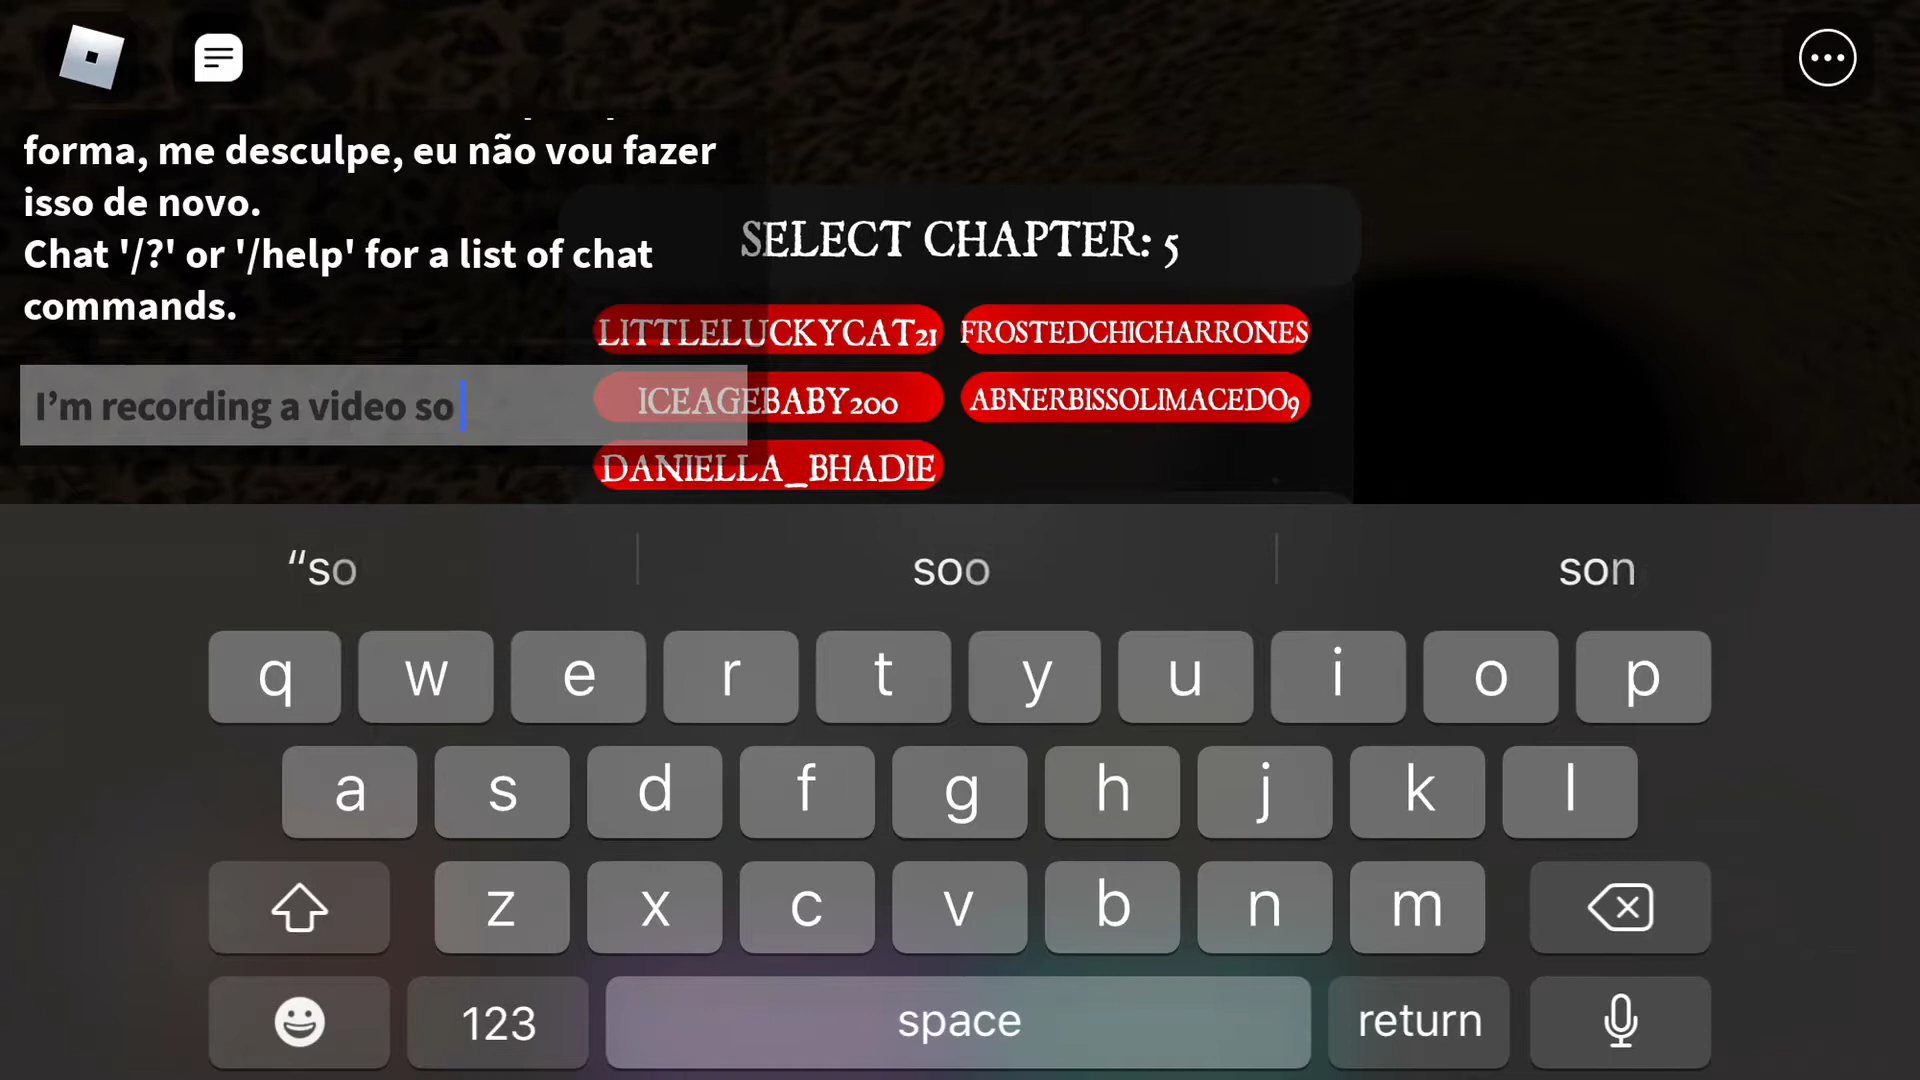 forma, me desculpe, eu não vou fazer
isso de novo.
Chat '/?' or '/help' for a list of chat
commands.
I’m recording a video so
SELECT CHAPTER: 5
LITTLELUCKYCAT21 FROSTEDCHICHARRONES
ICEAGEBABY200 ABNERBISSOLIMACEDO9
DANIELLA_BHADIE
“so soo son
q w e r t y u i o p
a s d f g h j k l
z x c v b n m
123 space return